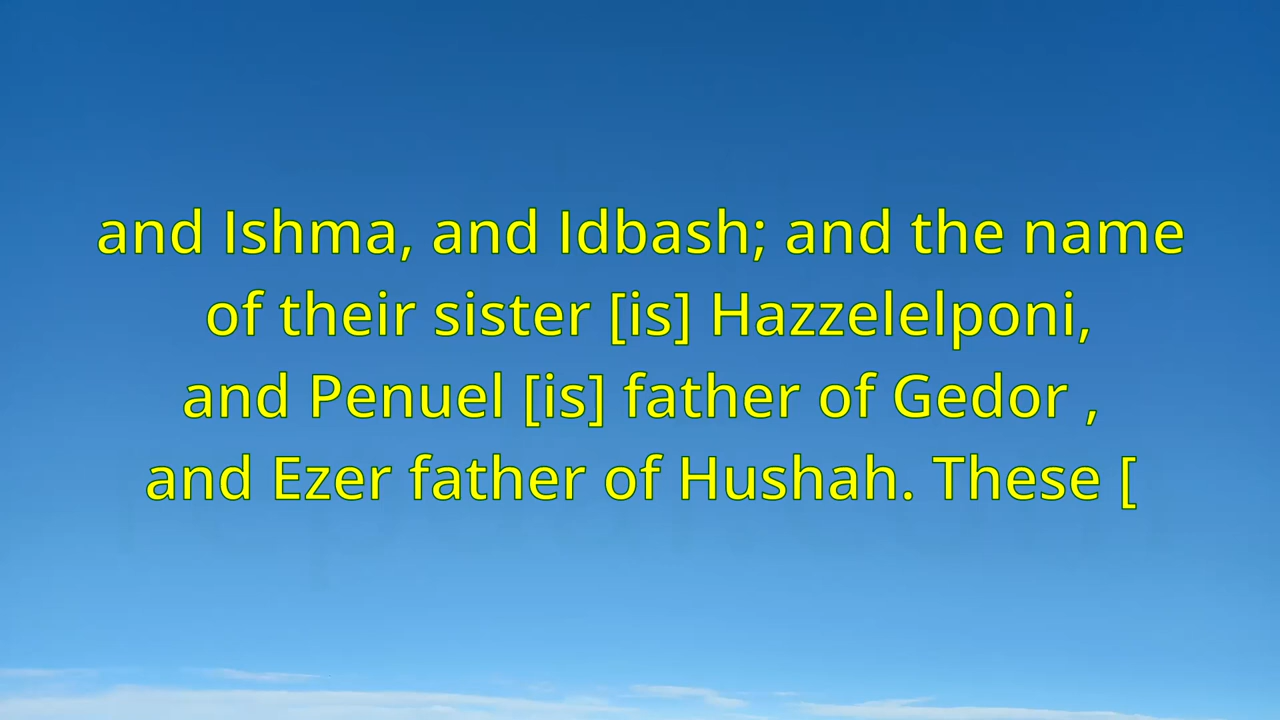 and Ishma, and Idbash; and the name
of their sister [is] Hazzelelponi,
and Penuel [is] father of Gedor ,
and Ezer father of Hushah. These [